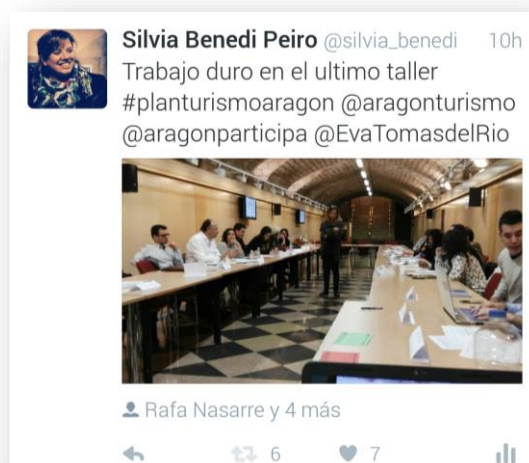 Silvia Benedi Peiro @silvia_benedi 10h
Trabajo duro en el ultimo taller
#planturismoaragon @aragonturismo
@aragonparticipa @EvaTomasdelRio
Rafa Nasarre y 4 más
6 7